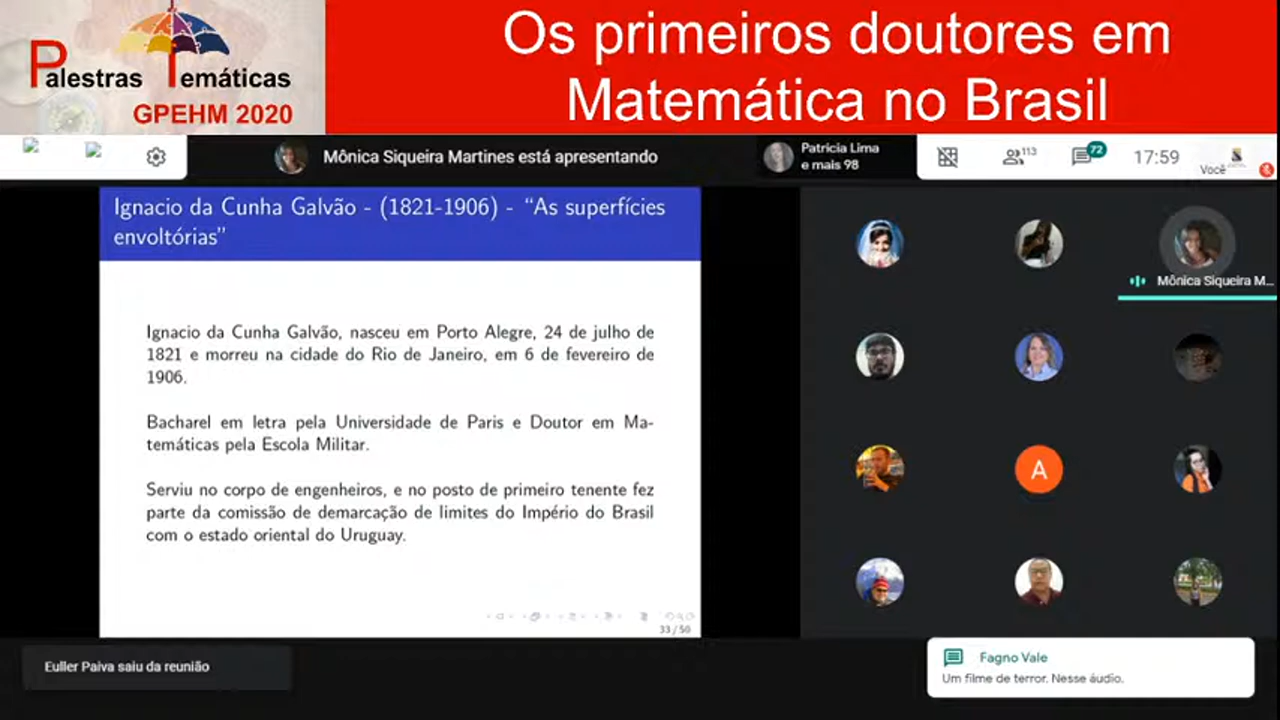 Palestras Temáticas
GPEHM 2020
Os primeiros doutores em
Matemática no Brasil
Mônica Siqueira Martines está apresentando
Patrícia Lima
e mais 98
113
72
17:59
Você
Ignacio da Cunha Galvão - (1821-1906) - “As superfícies
envoltórias”
Mônica Siqueira M...
Ignacio da Cunha Galvão, nasceu em Porto Alegre, 24 de julho de
1821 e morreu na cidade do Rio de Janeiro, em 6 de fevereiro de
1906.
Bacharel em letra pela Universidade de Paris e Doutor em Ma-
temáticas pela Escola Militar.
A
Serviu no corpo de engenheiros, e no posto de primeiro tenente fez
parte da comissão de demarcação de limites do Império do Brasil
com o estado oriental do Uruguay.
33/50
Euller Paiva saiu da reunião
Fagno Vale
Um filme de terror. Nesse áudio.